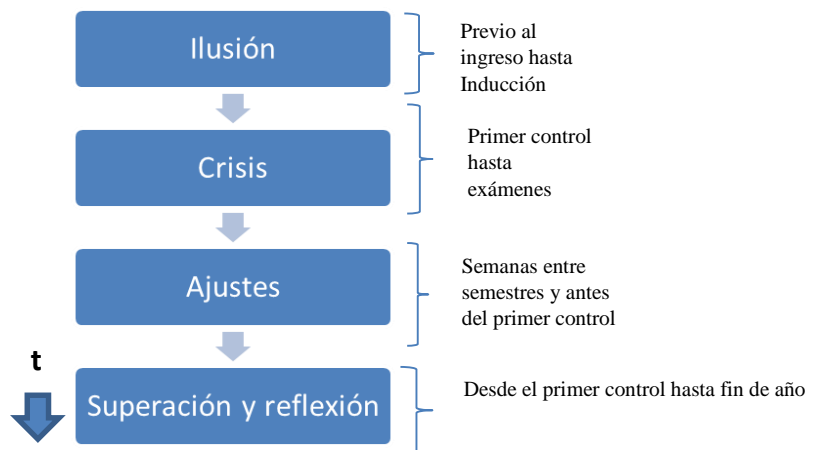 Ilusión
Previo al
ingreso hasta
Inducción
Crisis
Primer control
hasta
exámenes
Ajustes
Semanas entre
semestres y antes
del primer control
t
Superación y reflexión
Desde el primer control hasta fin de año